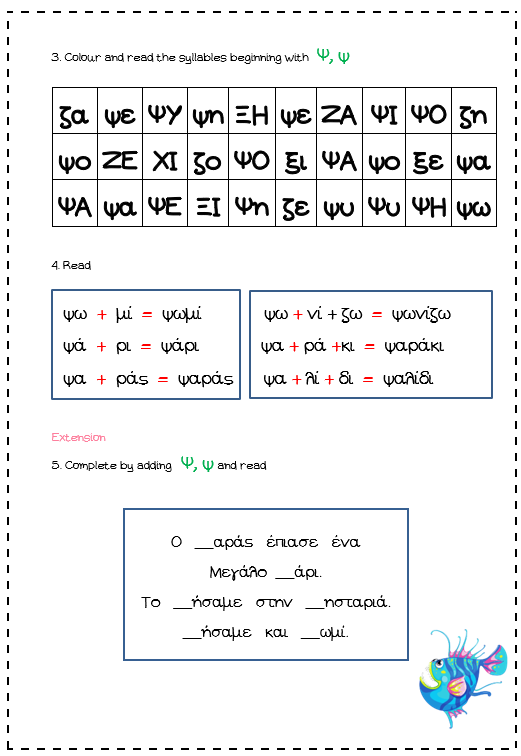 3. Colour and read the syllables beginning with Ψ, ψ
ζα ψε ΨΥ ψη ΞΗ ψε ΖΑ ΨΙ ΨΟ ζη
ψο ΖΕ ΧΙ ζο ΨΟ ξι ΨΑ ψο ξε ψα
ΨΑ ψα ΨΕ ΞΙ Ψη ζε ψυ Ψυ ΨΗ ψω
4. Read
ψω + μί = ψωμί
ψά + ρι = ψάρι
ψα + ράς = ψαράς
ψω + νί + ζω = ψωνίζω
ψα + ρά +κι = ψαράκι
ψα + λί + δι = ψαλίδι
Extension
5. Complete by adding Ψ, ψ and read
Ο __αράς έπιασε ένα
Μεγάλο __άρι.
Το __ήσαμε στην __ησταριά.
__ήσαμε και __ωμί.